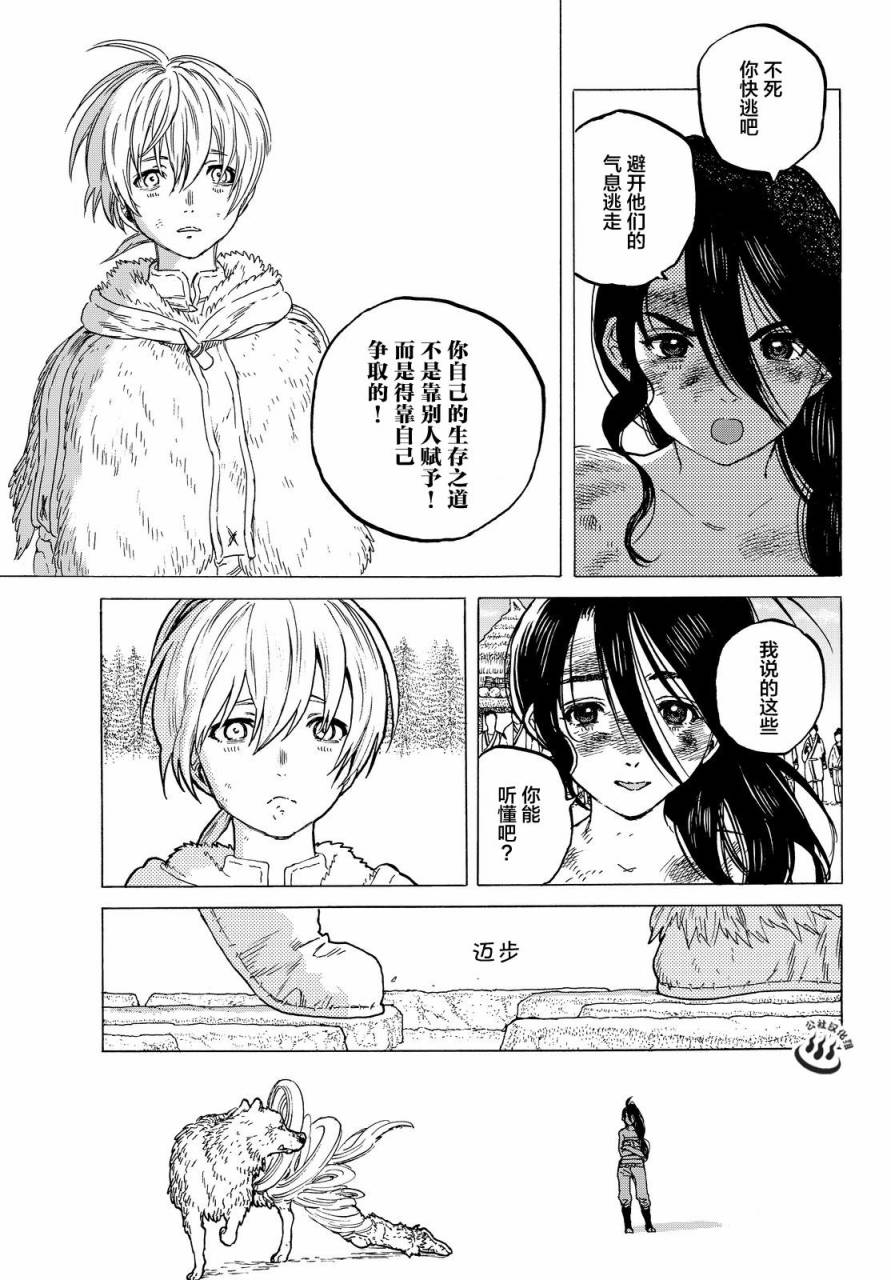 不死
你快逃吧
避开他们的
气息逃走
你自己的生存之道
不是靠别人赋予！
而是得靠自己
争取的！
我说的这些
你能
听懂吧？
迈步
公社汉化组